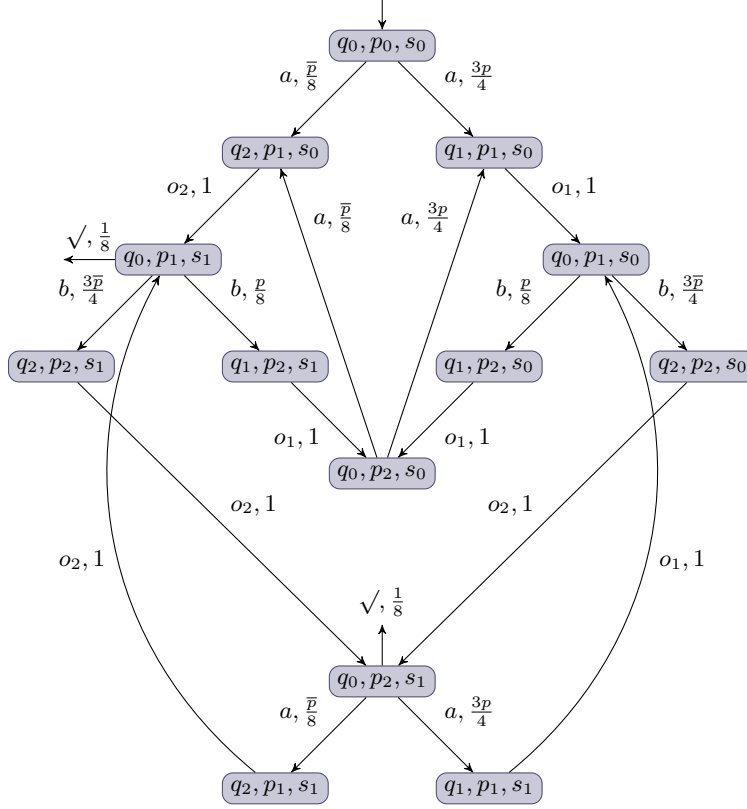 q₀, p₀, s₀
a, p̅/8
a, 3p/4
q₂, p₁, s₀
q₁, p₁, s₀
o₂, 1
o₁, 1
a, p̅/8
a, 3p/4
√, 1/8
q₀, p₁, s₁
q₀, p₁, s₀
b, 3p̅/4
b, p/8
b, p/8
b, 3p̅/4
q₂, p₂, s₁
q₁, p₂, s₁
q₁, p₂, s₀
q₂, p₂, s₀
o₁, 1
o₁, 1
q₀, p₂, s₀
o₂, 1
o₂, 1
o₂, 1
o₁, 1
√, 1/8
q₀, p₂, s₁
a, p̅/8
a, 3p/4
q₂, p₁, s₁
q₁, p₁, s₁